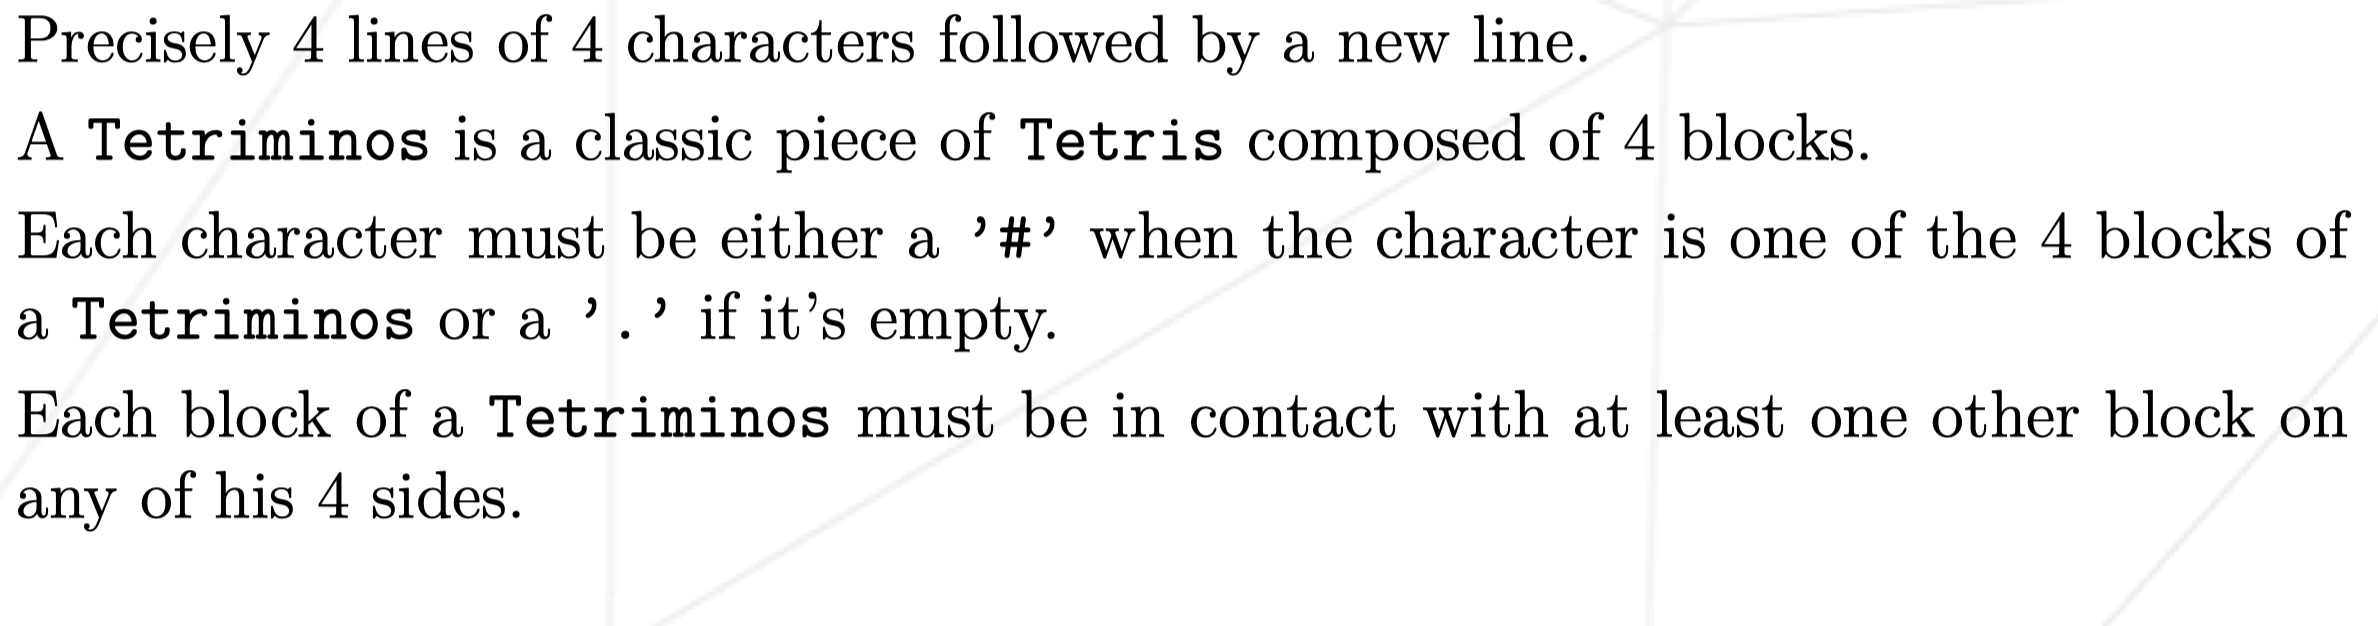 Precisely 4 lines of 4 characters followed by a new line.
A Tetriminos is a classic piece of Tetris composed of 4 blocks.
Each character must be either a ’#’ when the character is one of the 4 blocks of
a Tetriminos or a ’.’ if it’s empty.
Each block of a Tetriminos must be in contact with at least one other block on
any of his 4 sides.